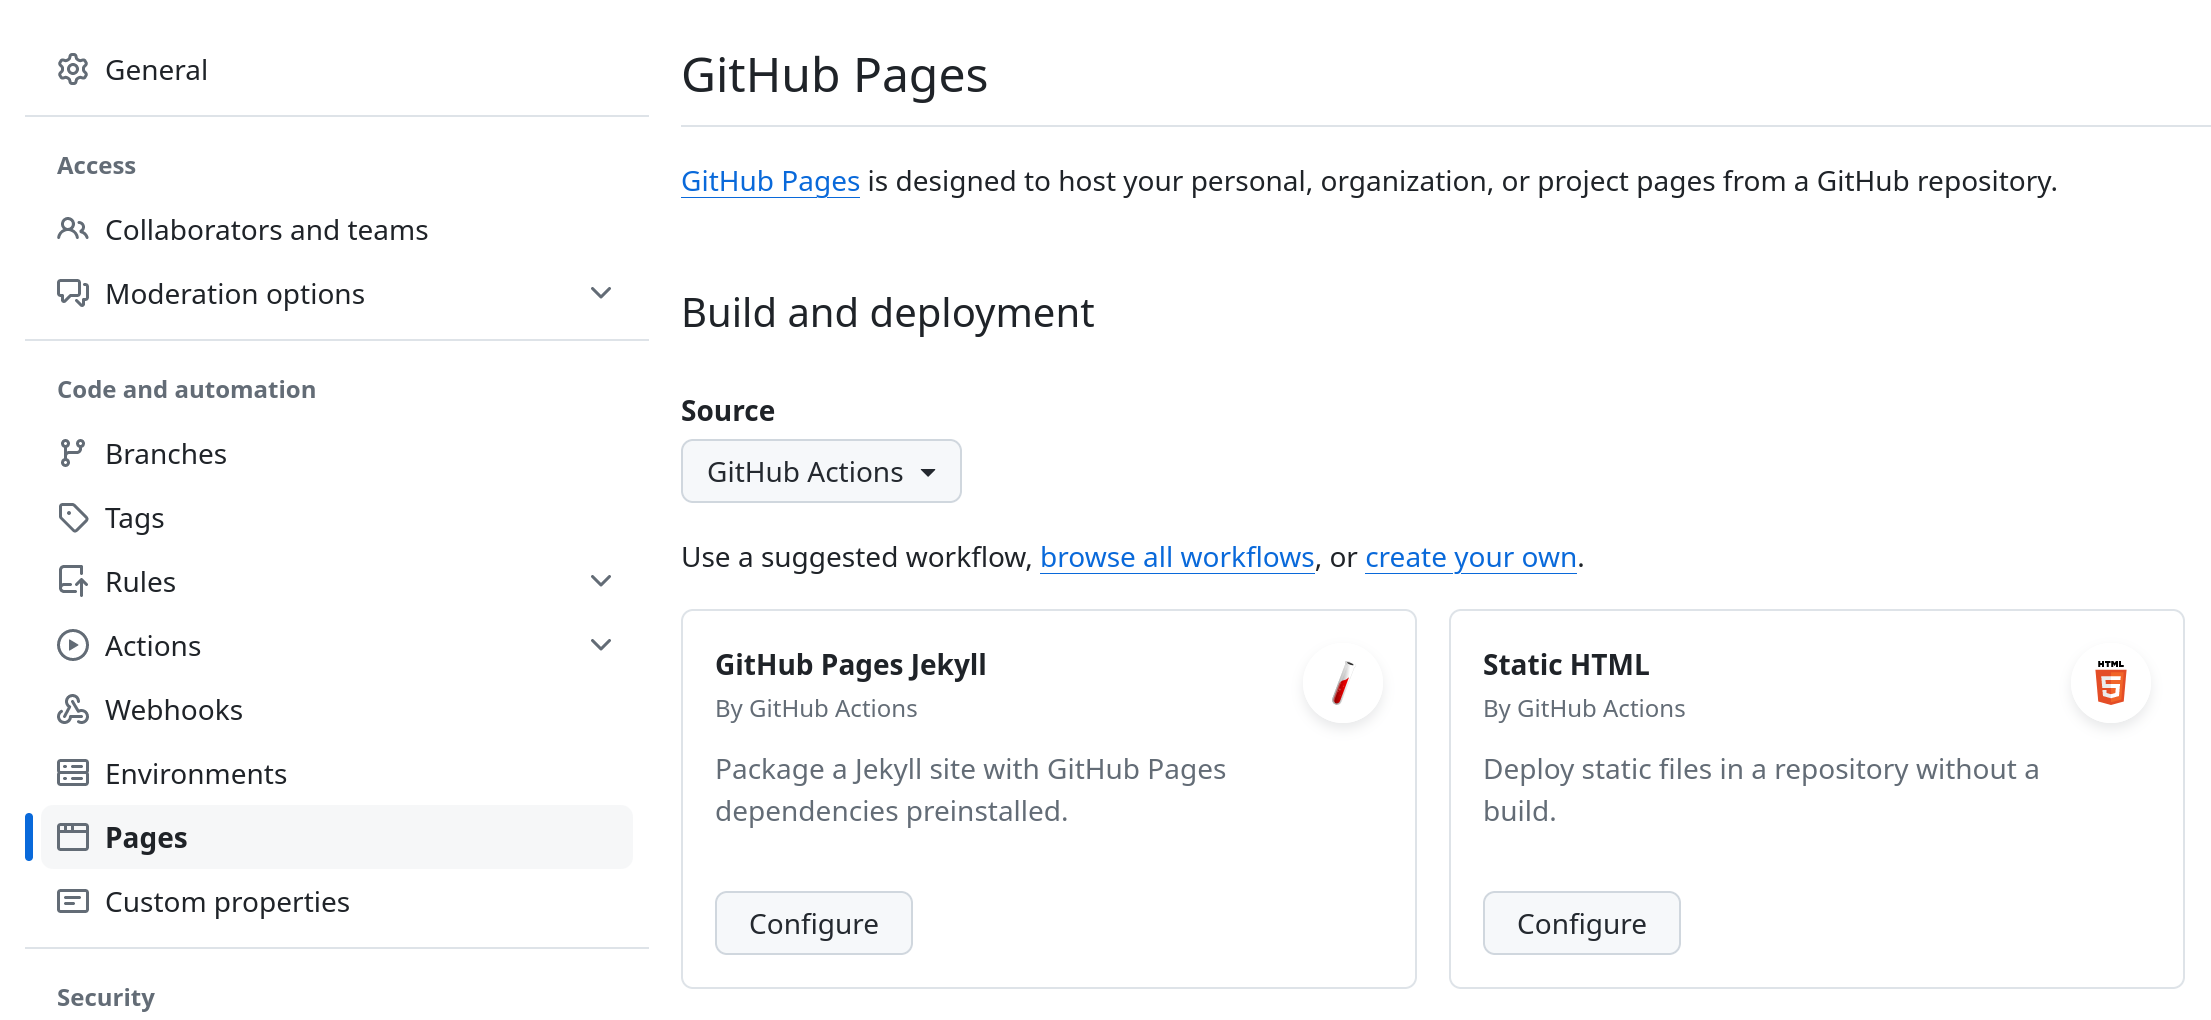 General
Access
Collaborators and teams
Moderation options
Code and automation
Branches
Tags
Rules
Actions
Webhooks
Environments
Pages
Custom properties
Security
GitHub Pages
GitHub Pages is designed to host your personal, organization, or project pages from a GitHub repository.
Build and deployment
Source
GitHub Actions
Use a suggested workflow, browse all workflows, or create your own.
GitHub Pages Jekyll
By GitHub Actions
Package a Jekyll site with GitHub Pages
dependencies preinstalled.
Configure
Static HTML
HTML
5
By GitHub Actions
Deploy static files in a repository without a
build.
Configure